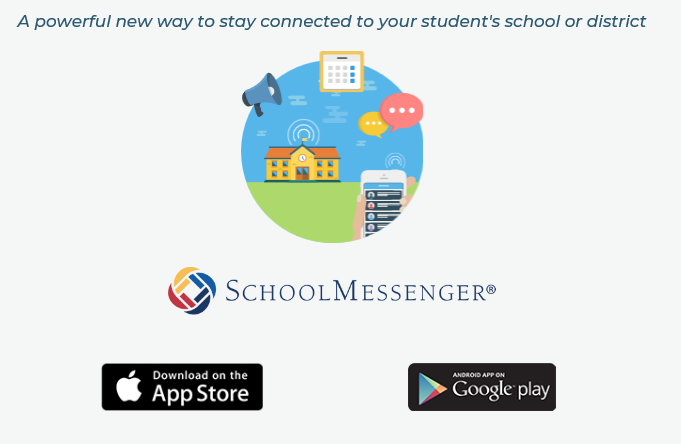 A powerful new way to stay connected to your student's school or district
SCHOOLMESSENGER®
Download on the
App Store
ANDROID APP ON
Google play